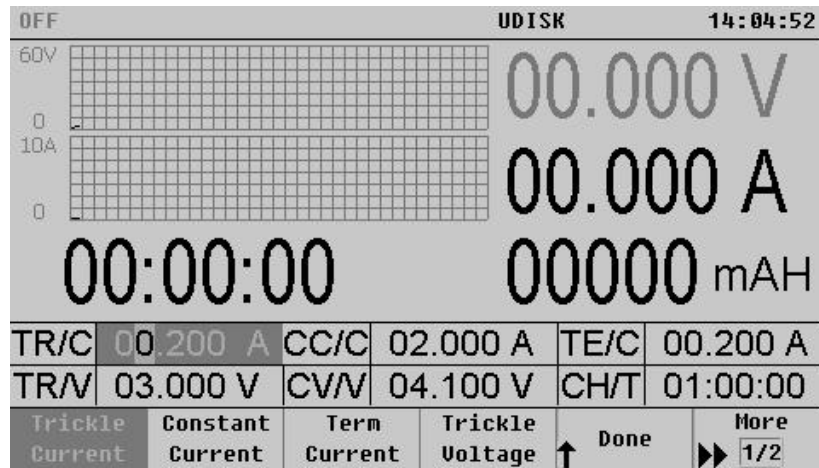 OFF UDISK 14:04:52
60V 00.000 V
0
10A 00.000 A
0
00:00:00 00000 mAH
TR/C 00.200 A CC/C 02.000 A TE/C 00.200 A
TR/V 03.000 V CV/V 04.100 V CH/T 01:00:00
Trickle Constant Term Trickle Done More
Current Current Current Voltage 1/2